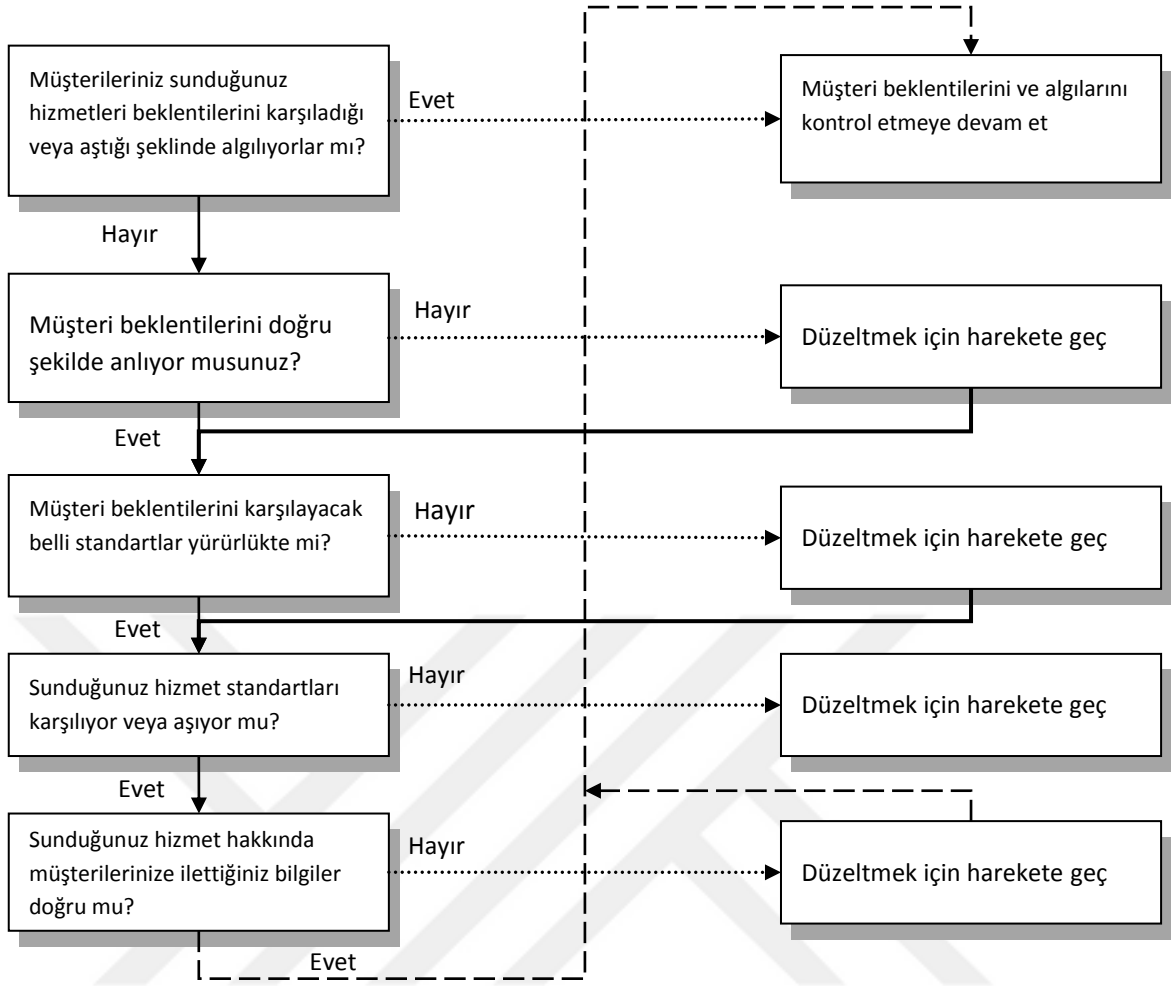 Müşterileriniz sunduğunuz
hizmetleri beklentilerini karşıladığı
veya aştığı şeklinde algılıyorlar mı?
Evet
Müşteri beklentilerini ve algılarını
kontrol etmeye devam et
Hayır
Müşteri beklentilerini doğru
şekilde anlıyor musunuz?
Hayır
Düzeltmek için harekete geç
Evet
Müşteri beklentilerini karşılayacak
belli standartlar yürürlükte mi?
Hayır
Düzeltmek için harekete geç
Evet
Sunduğunuz hizmet standartları
karşılıyor veya aşıyor mu?
Hayır
Düzeltmek için harekete geç
Evet
Sunduğunuz hizmet hakkında
müşterilerinize ilettiğiniz bilgiler
doğru mu?
Hayır
Düzeltmek için harekete geç
Evet